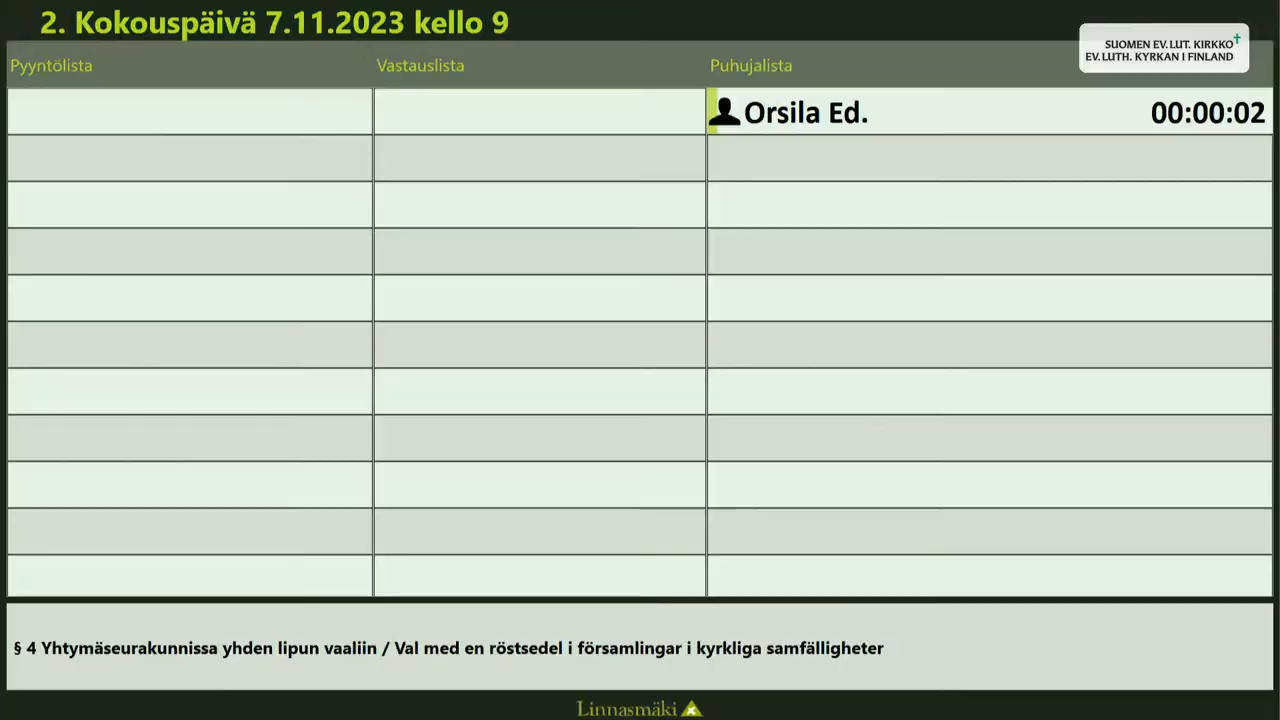 2. Kokouspäivä 7.11.2023 kello 9
SUOMEN EV. LUT. KIRKKO
EV. LUTH. KYRKAN I FINLAND
Pyyntölista
Vastauslista
Puhujalista
Orsila Ed.
00:00:02
§ 4 Yhtymäseurakunnissa yhden lipun vaaliin / Val med en röstsedel i församlingar i kyrkliga samfälligheter
Linnasmäki